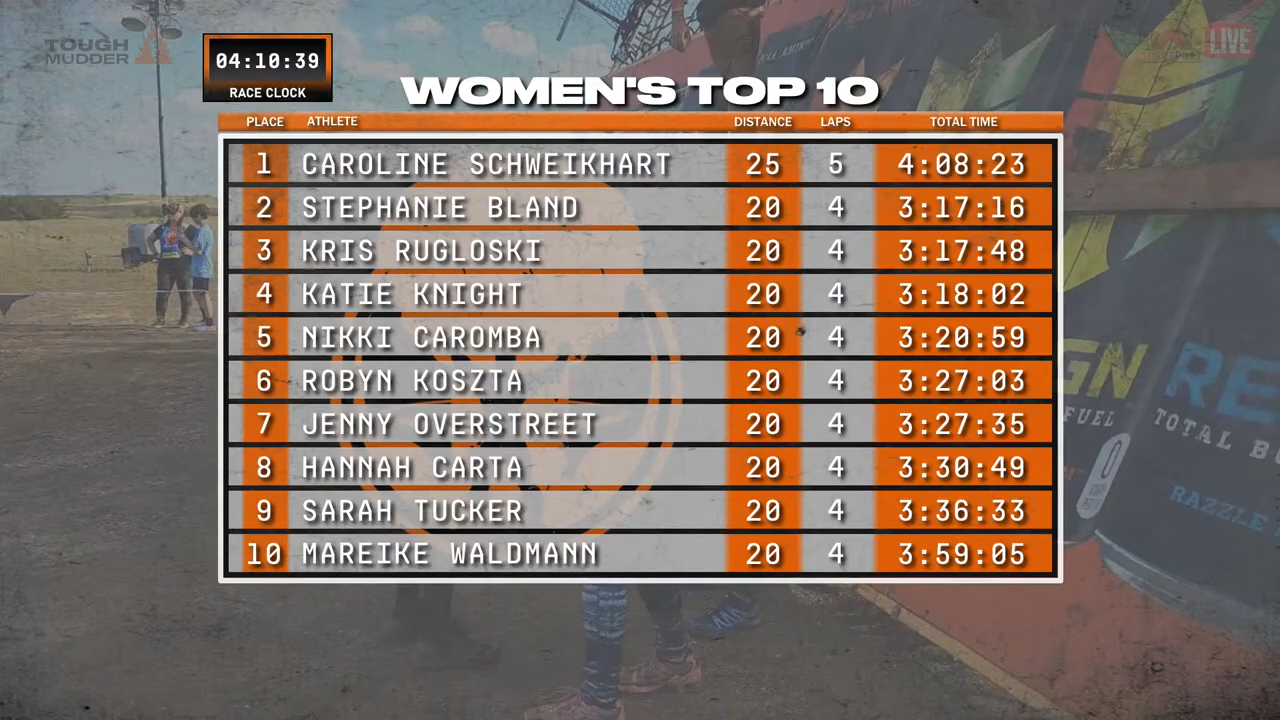 TOUGH
MUDDER
04:10:39
RACE CLOCK
LIVE
WOMEN'S TOP 10
PLACE ATHLETE DISTANCE LAPS TOTAL TIME
1 CAROLINE SCHWEIKHART 25 5 4:08:23
2 STEPHANIE BLAND 20 4 3:17:16
3 KRIS RUGLOSKI 20 4 3:17:48
4 KATIE KNIGHT 20 4 3:18:02
5 NIKKI CAROMBA 20 4 3:20:59
6 ROBYN KOSZTA 20 4 3:27:03
7 JENNY OVERSTREET 20 4 3:27:35
8 HANNAH CARTA 20 4 3:30:49
9 SARAH TUCKER 20 4 3:36:33
10 MAREIKE WALDMANN 20 4 3:59:05
GN RE
FUEL TOTAL B
RAZZLE